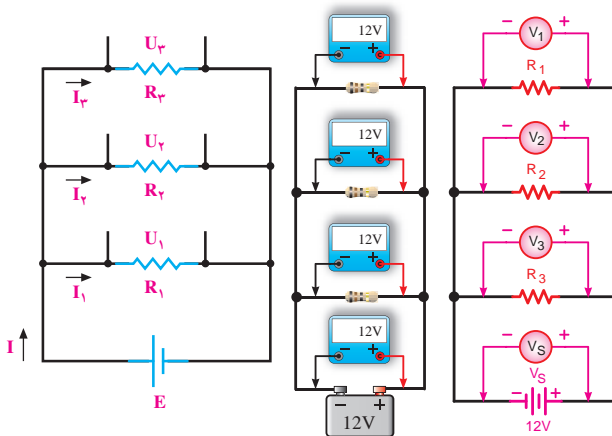 U۳
I۳
R۳
U۲
I۲
R۲
U۱
I۱
R۱
I
E
12V
− +
12V
− +
12V
− +
12V
− +
− +
12V
− V1 +
R1
− V2 +
R2
− V3 +
R3
− VS +
VS
− +
12V